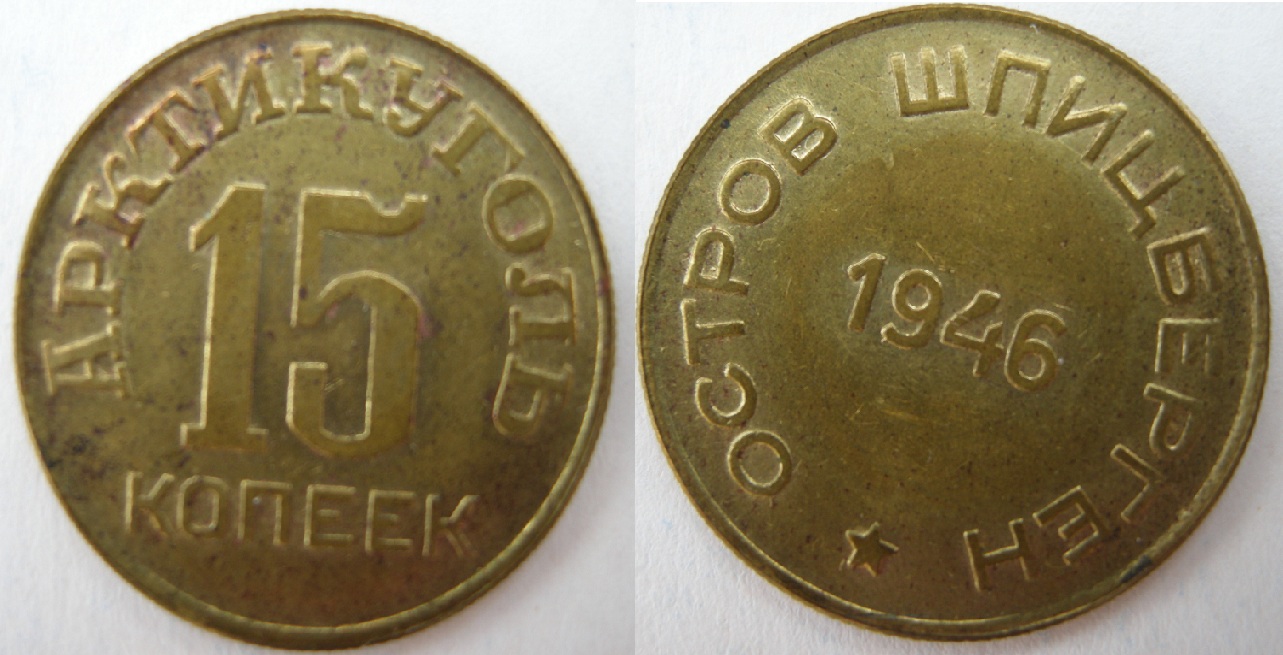 АРКТИКУГОЛЬ
15
КОПЕЕК
ОСТРОВ ШПИЦБЕРГЕН
1946